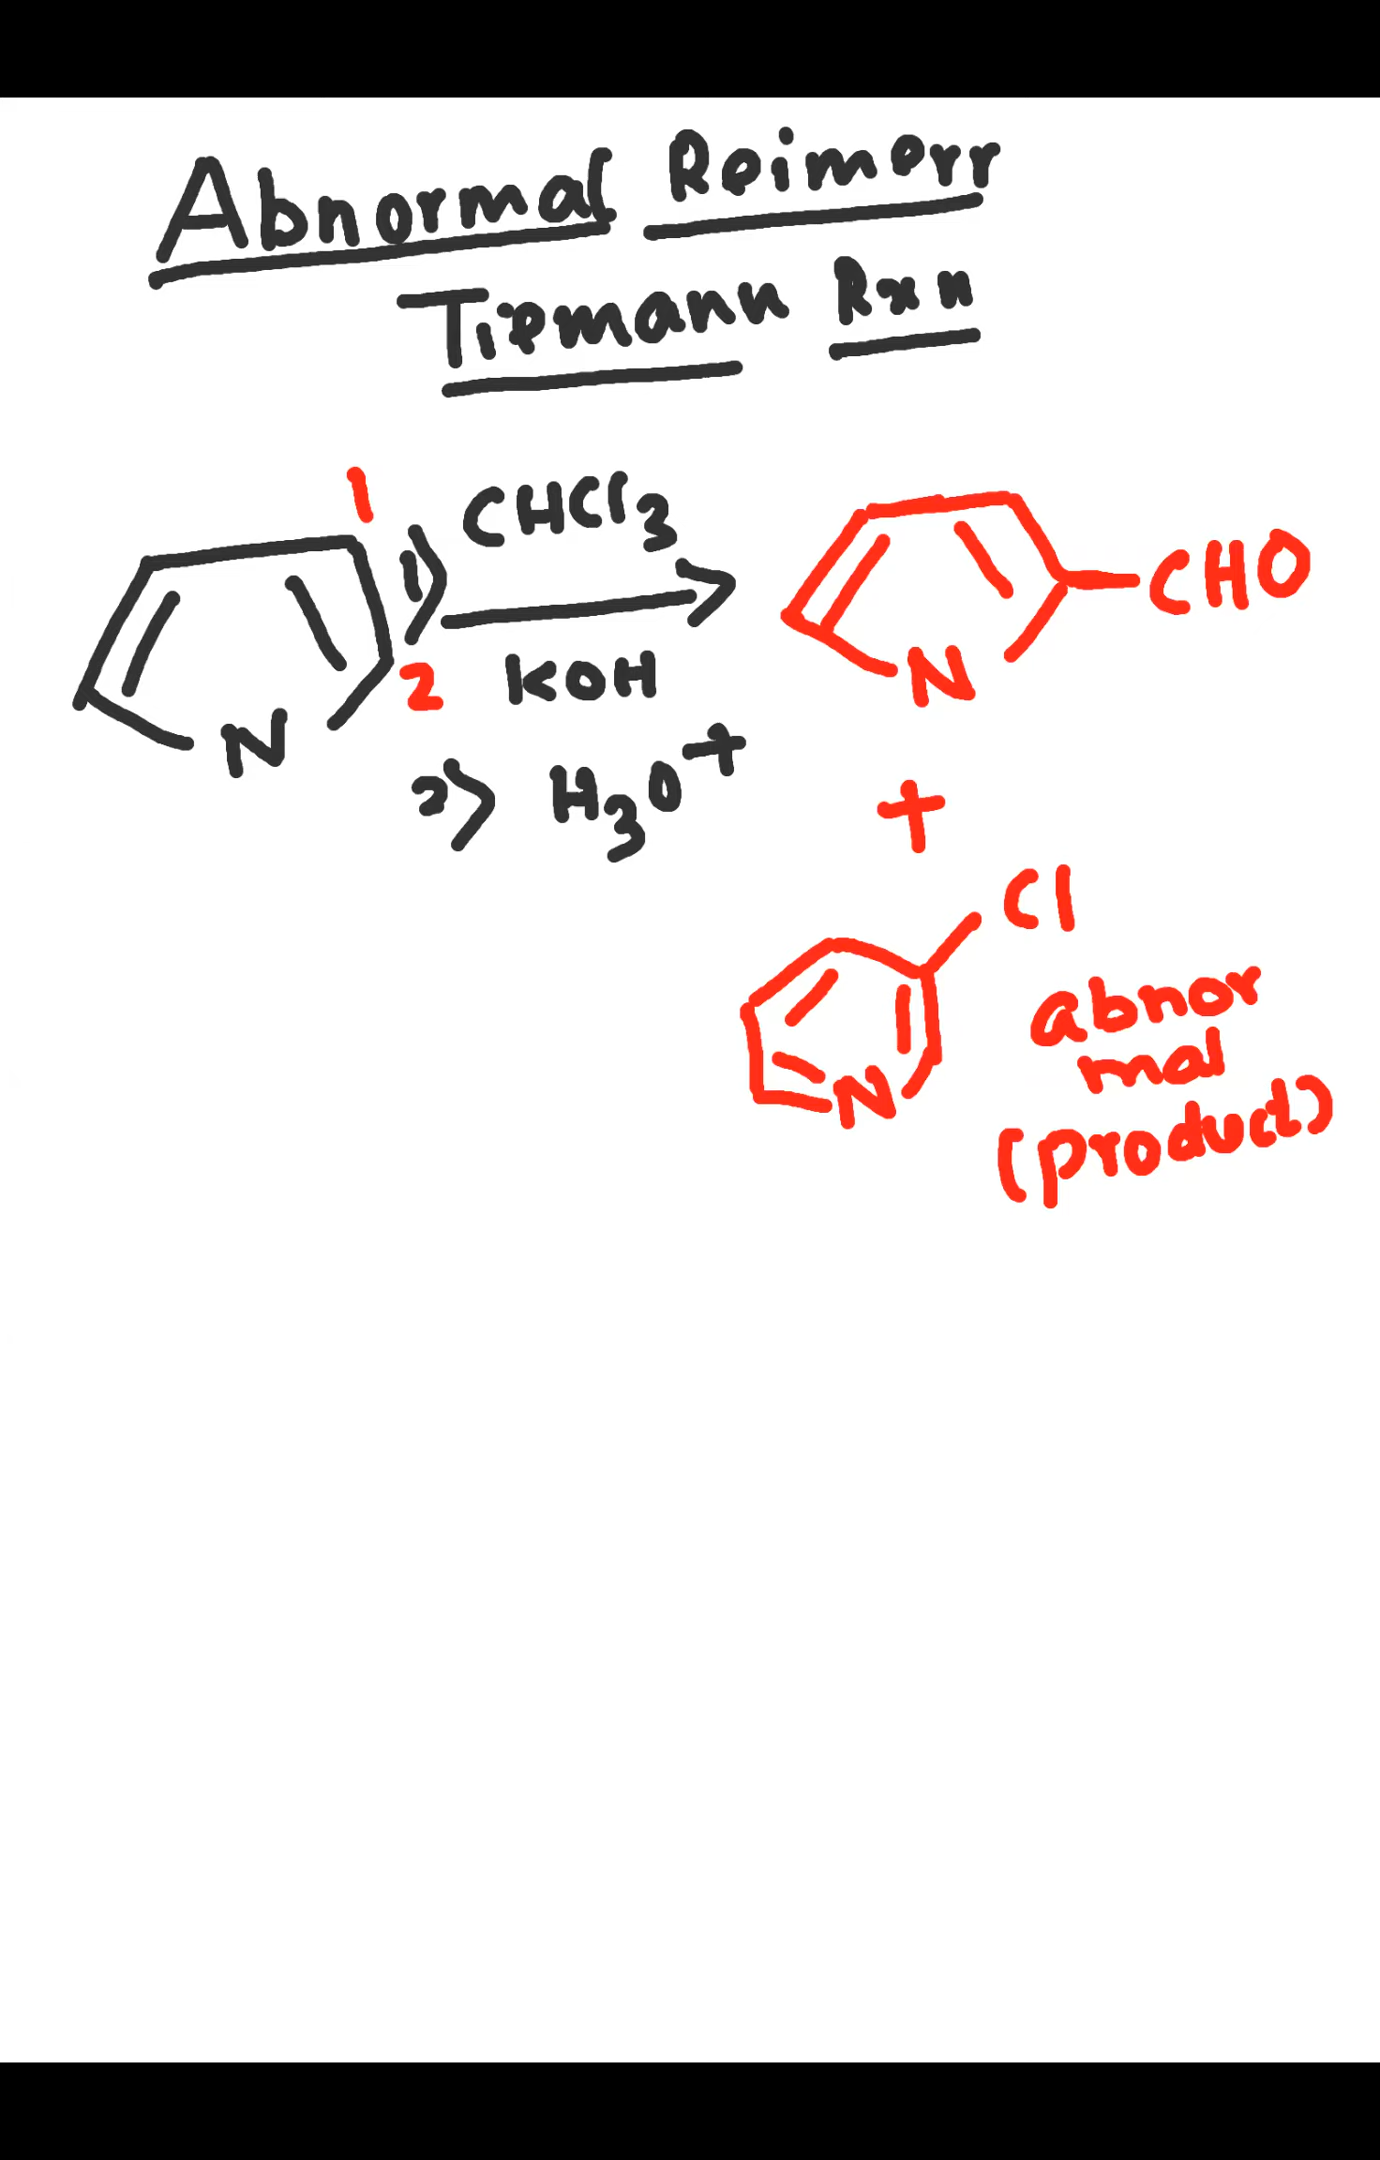 Abnormal Reimerr
Tiemann Rxn
1
1) CHCl3
KOH
2
N
2) H3O+
CHO
N
+
Cl
N
abnor
mal
(product)